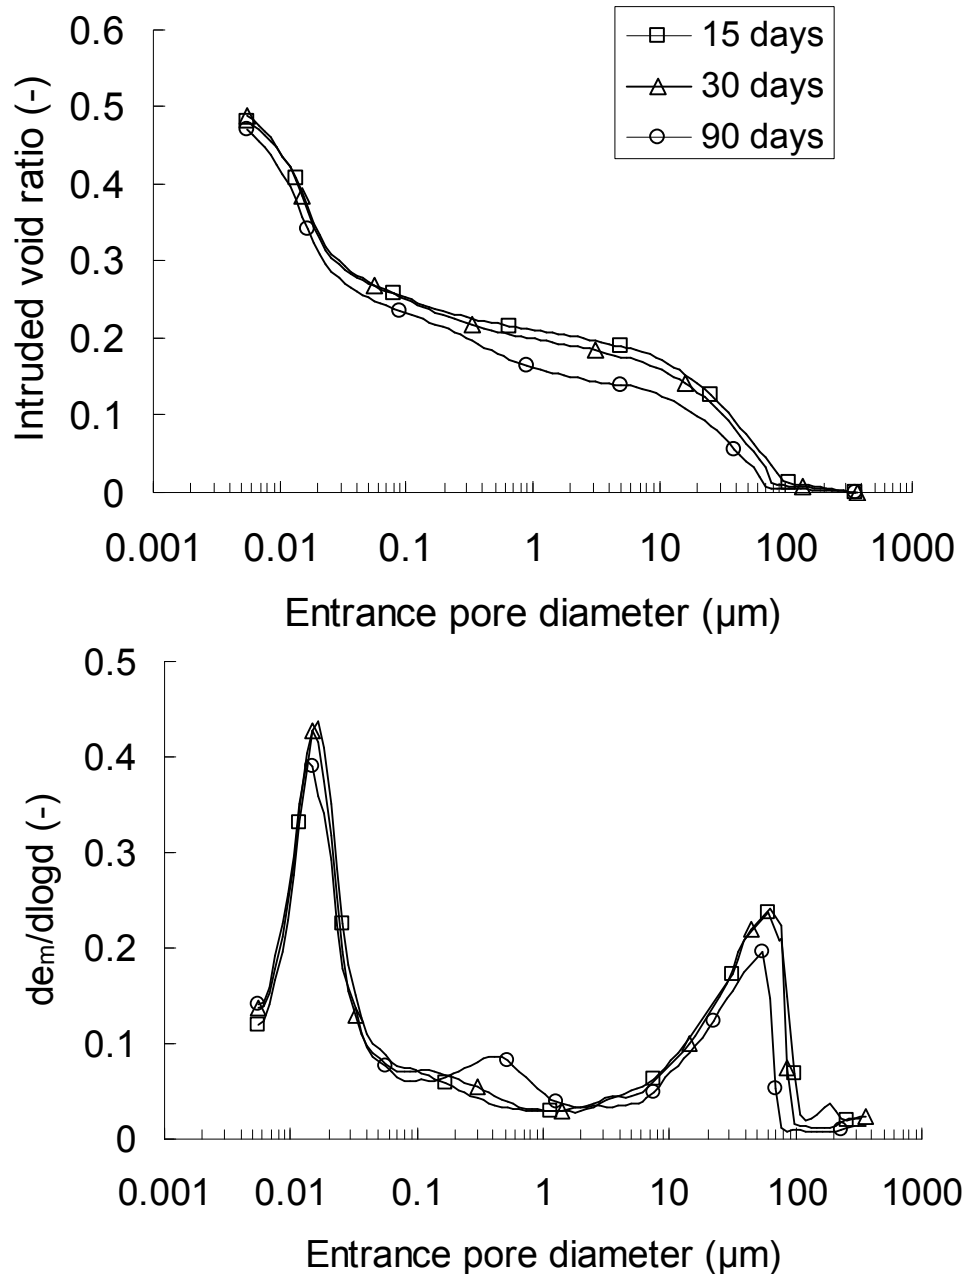 0.6
0.5
0.4
0.3
0.2
0.1
0
Intruded void ratio (-)
15 days
30 days
90 days
0.001 0.01 0.1 1 10 100 1000
Entrance pore diameter (µm)
0.5
0.4
0.3
0.2
0.1
0
dem/dlogd (-)
0.001 0.01 0.1 1 10 100 1000
Entrance pore diameter (µm)